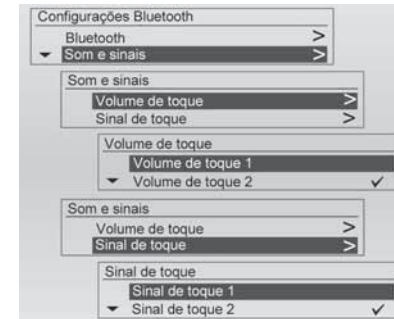 Configurações Bluetooth
Bluetooth >
Som e sinais >
Som e sinais
Volume de toque >
Sinal de toque >
Volume de toque
Volume de toque 1
Volume de toque 2 ✓
Som e sinais
Volume de toque >
Sinal de toque >
Sinal de toque
Sinal de toque 1
Sinal de toque 2 ✓